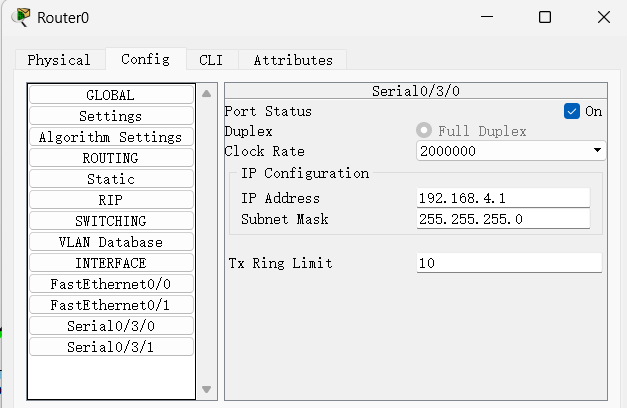 Router0
Physical Config CLI Attributes
GLOBAL
Settings
Algorithm Settings
ROUTING
Static
RIP
SWITCHING
VLAN Database
INTERFACE
FastEthernet0/0
FastEthernet0/1
Serial0/3/0
Serial0/3/1
Serial0/3/0
Port Status On
Duplex Full Duplex
Clock Rate 2000000
IP Configuration
IP Address 192.168.4.1
Subnet Mask 255.255.255.0
Tx Ring Limit 10